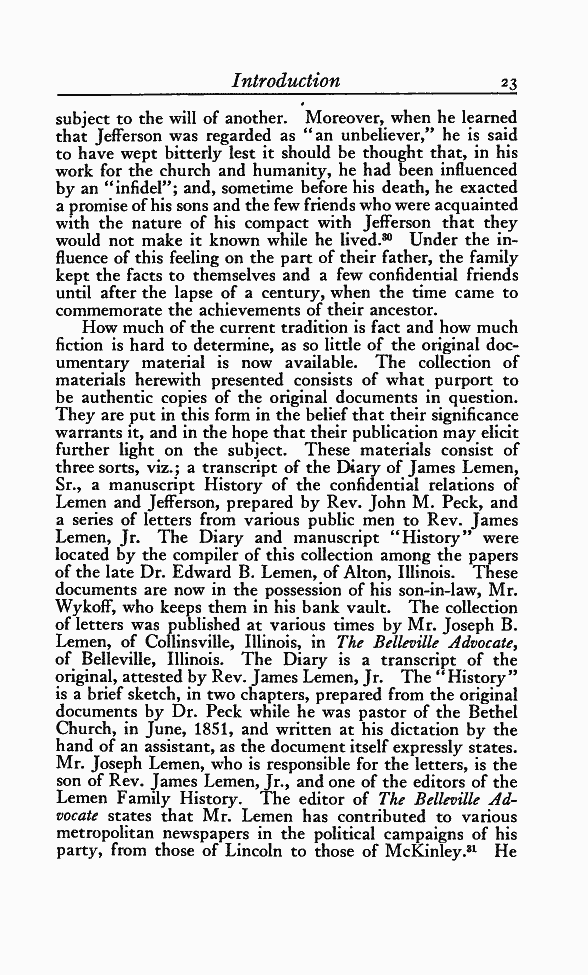 Introduction 23
subject to the will of another. Moreover, when he learned
that Jefferson was regarded as "an unbeliever," he is said
to have wept bitterly lest it should be thought that, in his
work for the church and humanity, he had been influenced
by an "infidel"; and, sometime before his death, he exacted
a promise of his sons and the few friends who were acquainted
with the nature of his compact with Jefferson that they
would not make it known while he lived.³⁰ Under the in-
fluence of this feeling on the part of their father, the family
kept the facts to themselves and a few confidential friends
until after the lapse of a century, when the time came to
commemorate the achievements of their ancestor.
How much of the current tradition is fact and how much
fiction is hard to determine, as so little of the original doc-
umentary material is now available. The collection of
materials herewith presented consists of what purport to
be authentic copies of the original documents in question.
They are put in this form in the belief that their significance
warrants it, and in the hope that their publication may elicit
further light on the subject. These materials consist of
three sorts, viz.; a transcript of the Diary of James Lemen,
Sr., a manuscript History of the confidential relations of
Lemen and Jefferson, prepared by Rev. John M. Peck, and
a series of letters from various public men to Rev. James
Lemen, Jr. The Diary and manuscript "History" were
located by the compiler of this collection among the papers
of the late Dr. Edward B. Lemen, of Alton, Illinois. These
documents are now in the possession of his son-in-law, Mr.
Wykoff, who keeps them in his bank vault. The collection
of letters was published at various times by Mr. Joseph B.
Lemen, of Collinsville, Illinois, in The Belleville Advocate,
of Belleville, Illinois. The Diary is a transcript of the
original, attested by Rev. James Lemen, Jr. The "History"
is a brief sketch, in two chapters, prepared from the original
documents by Dr. Peck while he was pastor of the Bethel
Church, in June, 1851, and written at his dictation by the
hand of an assistant, as the document itself expressly states.
Mr. Joseph Lemen, who is responsible for the letters, is the
son of Rev. James Lemen, Jr., and one of the editors of the
Lemen Family History. The editor of The Belleville Ad-
vocate states that Mr. Lemen has contributed to various
metropolitan newspapers in the political campaigns of his
party, from those of Lincoln to those of McKinley.³¹ He